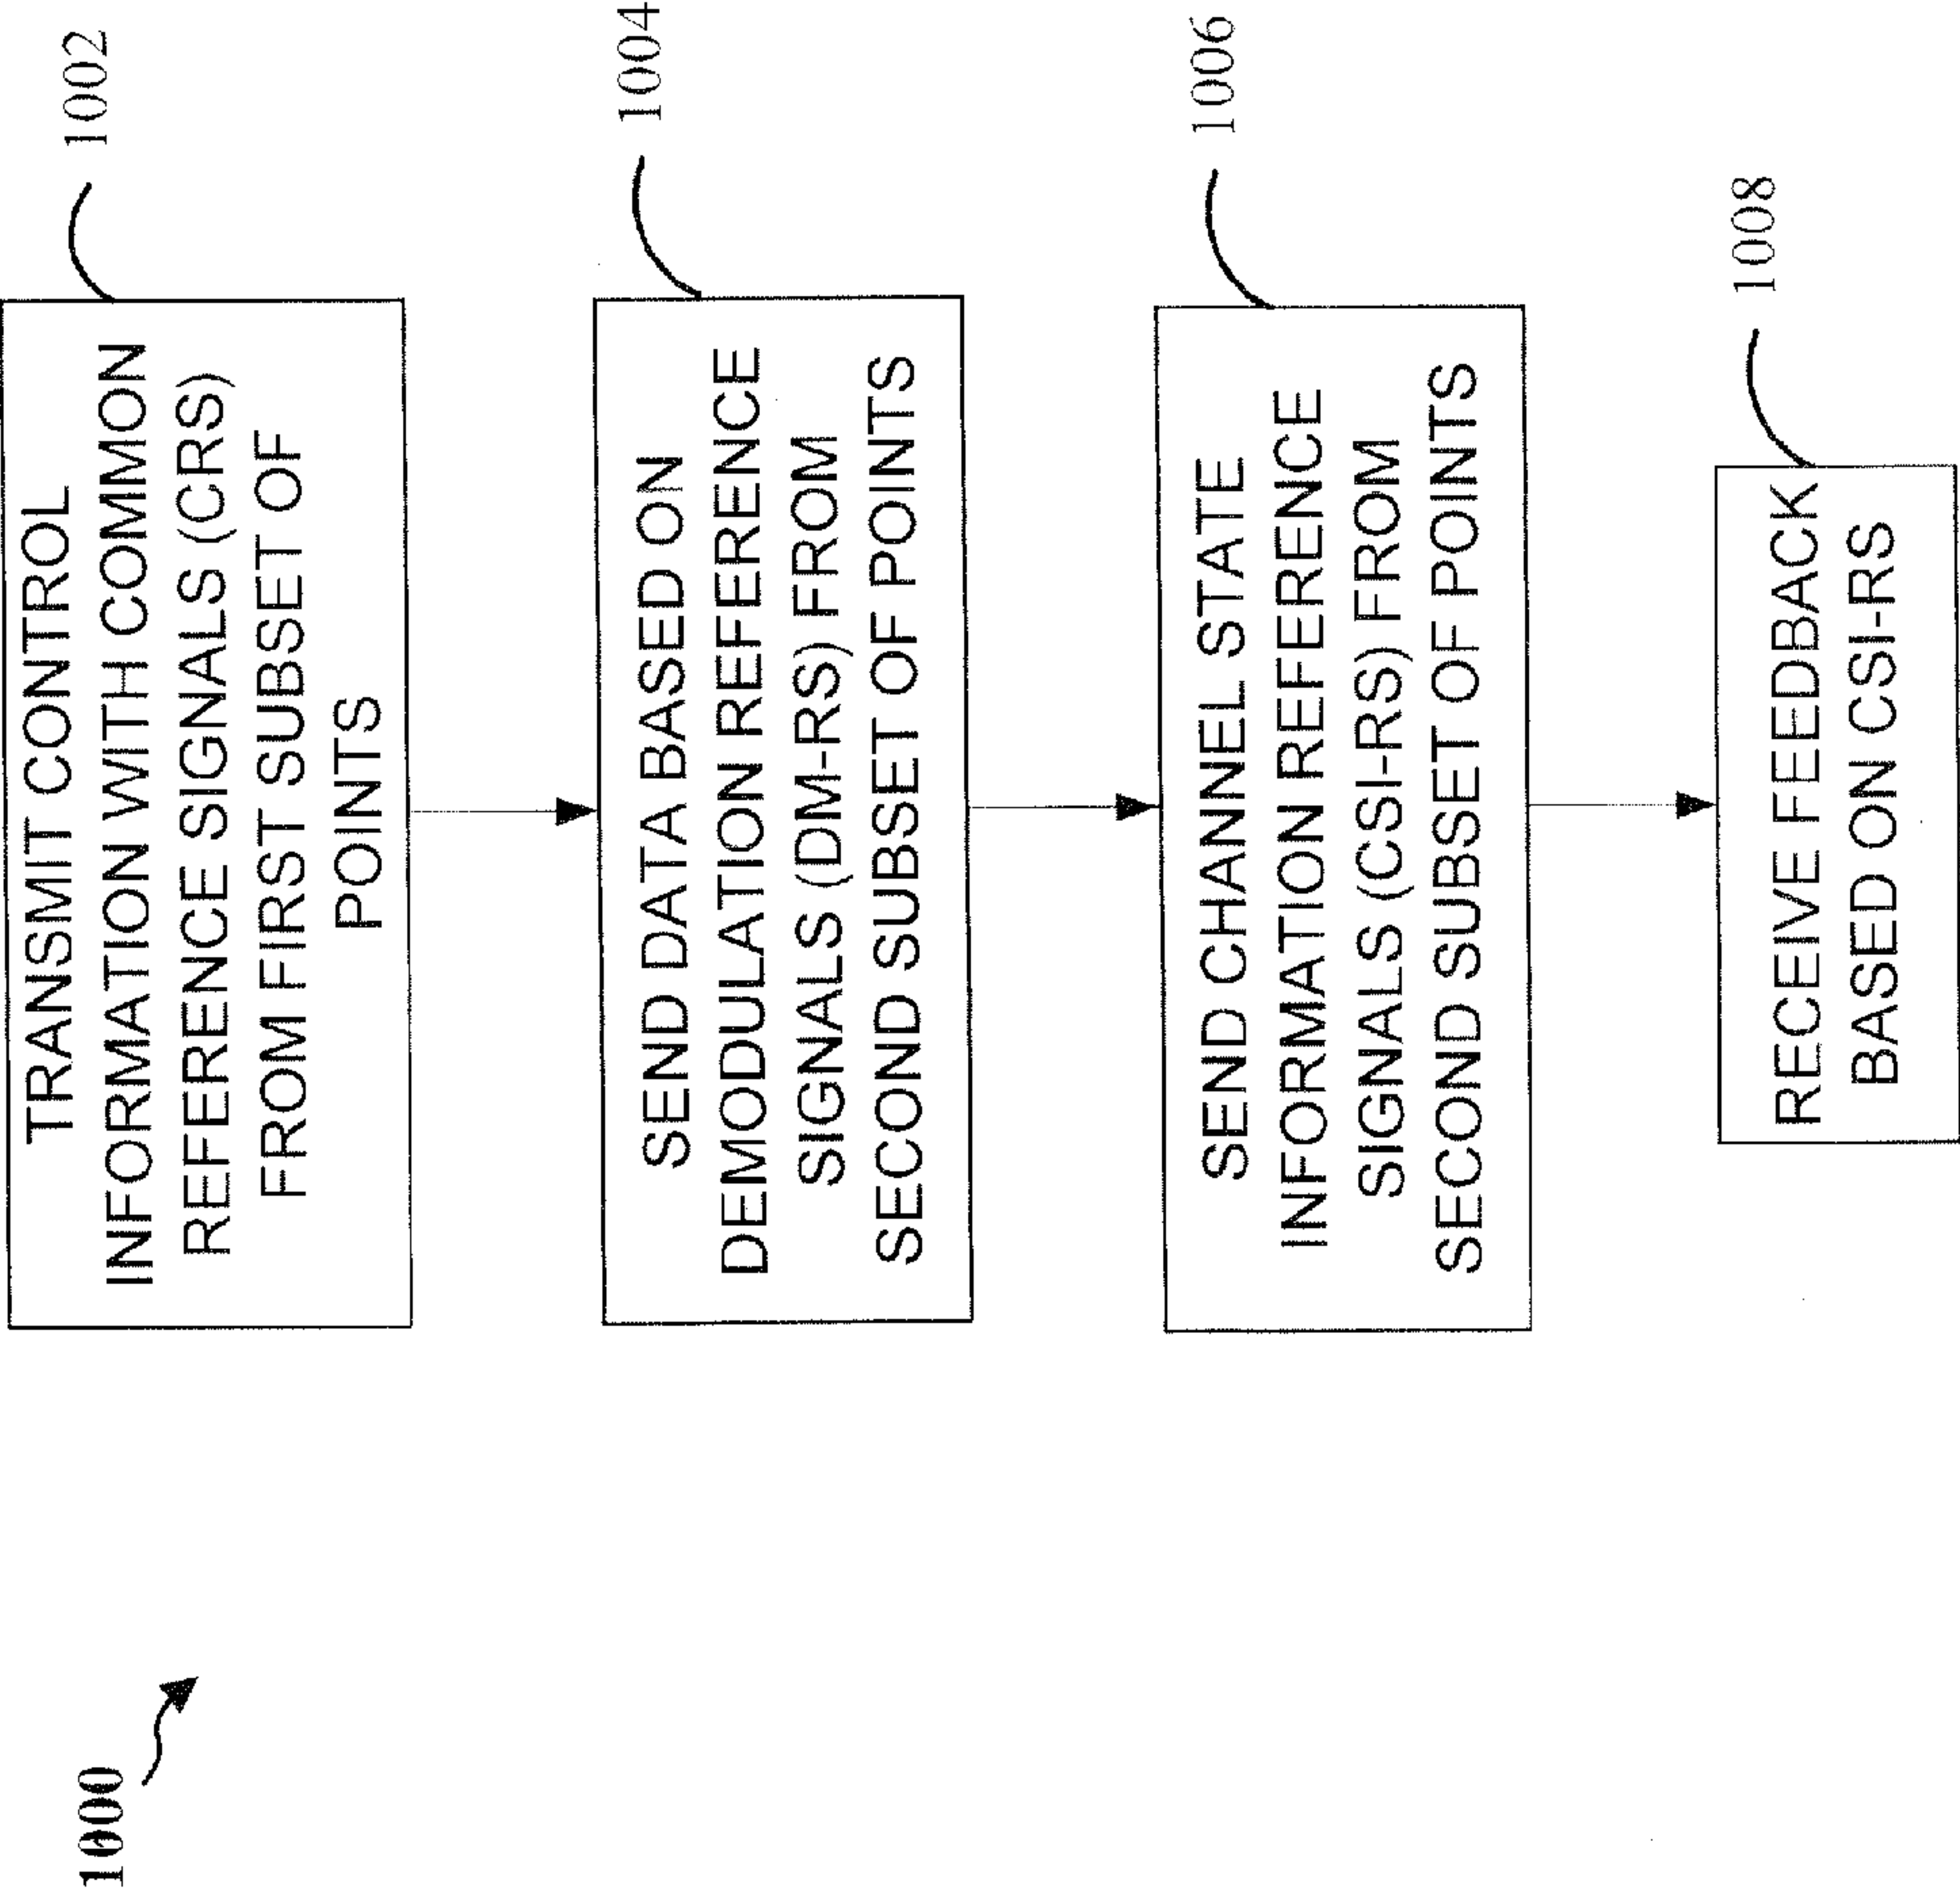 1000
1002
TRANSMIT CONTROL
INFORMATION WITH COMMON
REFERENCE SIGNALS (CRS)
FROM FIRST SUBSET OF
POINTS
1004
SEND DATA BASED ON
DEMODULATION REFERENCE
SIGNALS (DM-RS) FROM
SECOND SUBSET OF POINTS
1006
SEND CHANNEL STATE
INFORMATION REFERENCE
SIGNALS (CSI-RS) FROM
SECOND SUBSET OF POINTS
1008
RECEIVE FEEDBACK
BASED ON CSI-RS